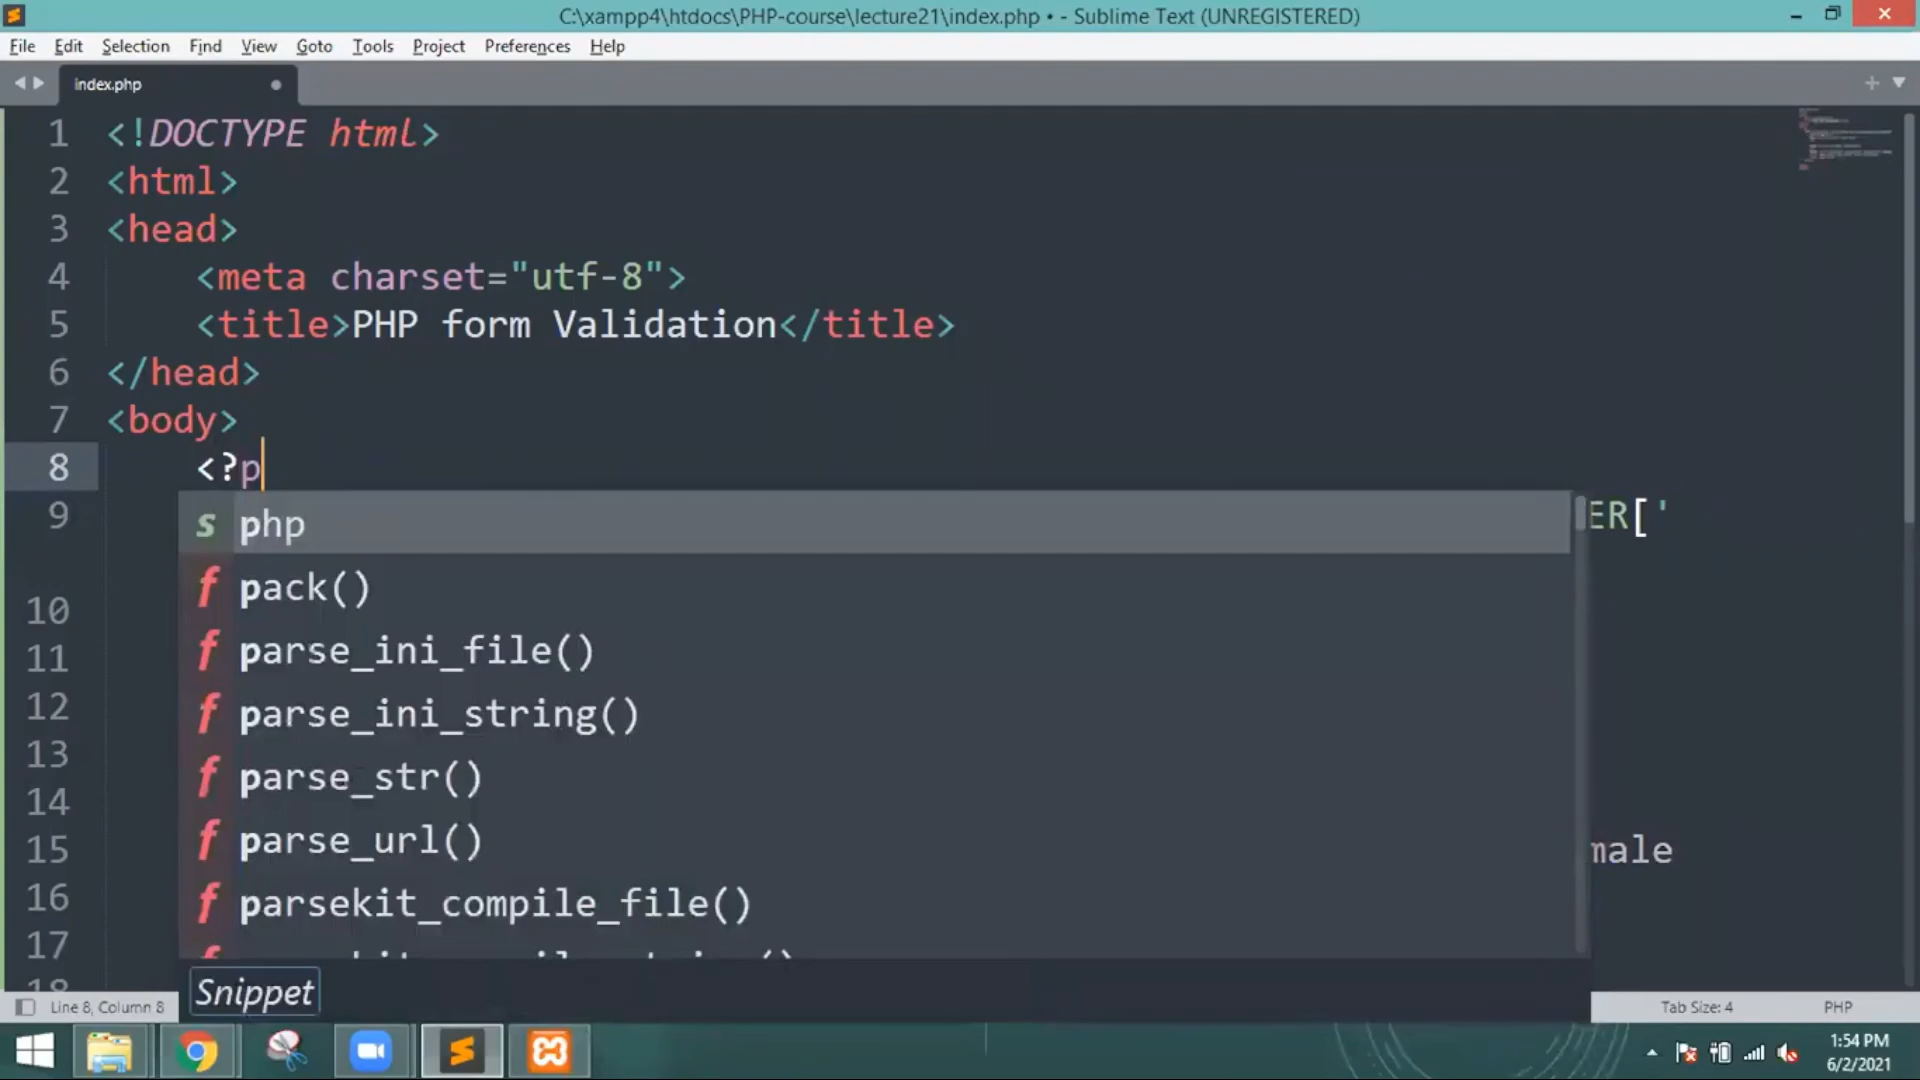 C:\xampp4\htdocs\PHP-course\lecture21\index.php • - Sublime Text (UNREGISTERED)
File Edit Selection Find View Goto Tools Project Preferences Help
index.php
1 <!DOCTYPE html>
2 <html>
3 <head>
4 <meta charset="utf-8">
5 <title>PHP form Validation</title>
6 </head>
7 <body>
8 <?p
9 ER['
s php
f pack()
f parse_ini_file()
f parse_ini_string()
f parse_str()
f parse_url()
f parsekit_compile_file()
10
11
12
13
14
15 male
16
17
18
Snippet
Line 8, Column 8 Tab Size: 4 PHP
1:54 PM
6/2/2021